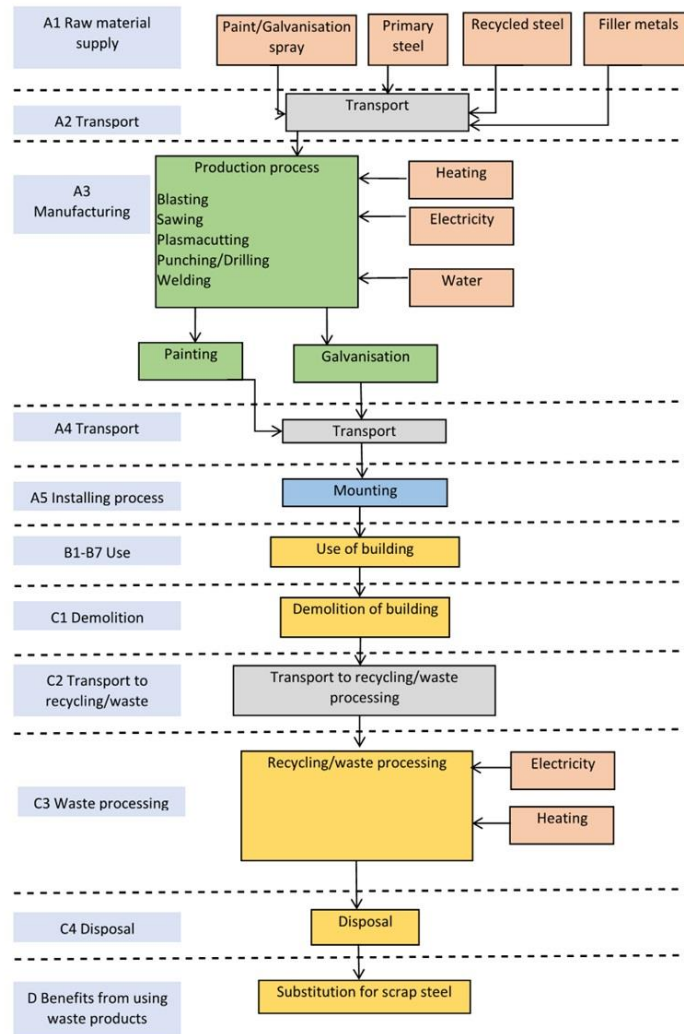 A1 Raw material
supply
Paint/Galvanisation
spray
Primary
steel
Recycled steel
Filler metals
A2 Transport
Transport
A3
Manufacturing
Production process
Blasting
Sawing
Plasmacutting
Punching/Drilling
Welding
Heating
Electricity
Water
Painting
Galvanisation
A4 Transport
Transport
A5 Installing process
Mounting
B1-B7 Use
Use of building
C1 Demolition
Demolition of building
C2 Transport to
recycling/waste
Transport to recycling/waste
processing
C3 Waste processing
Recycling/waste processing
Electricity
Heating
C4 Disposal
Disposal
D Benefits from using
waste products
Substitution for scrap steel